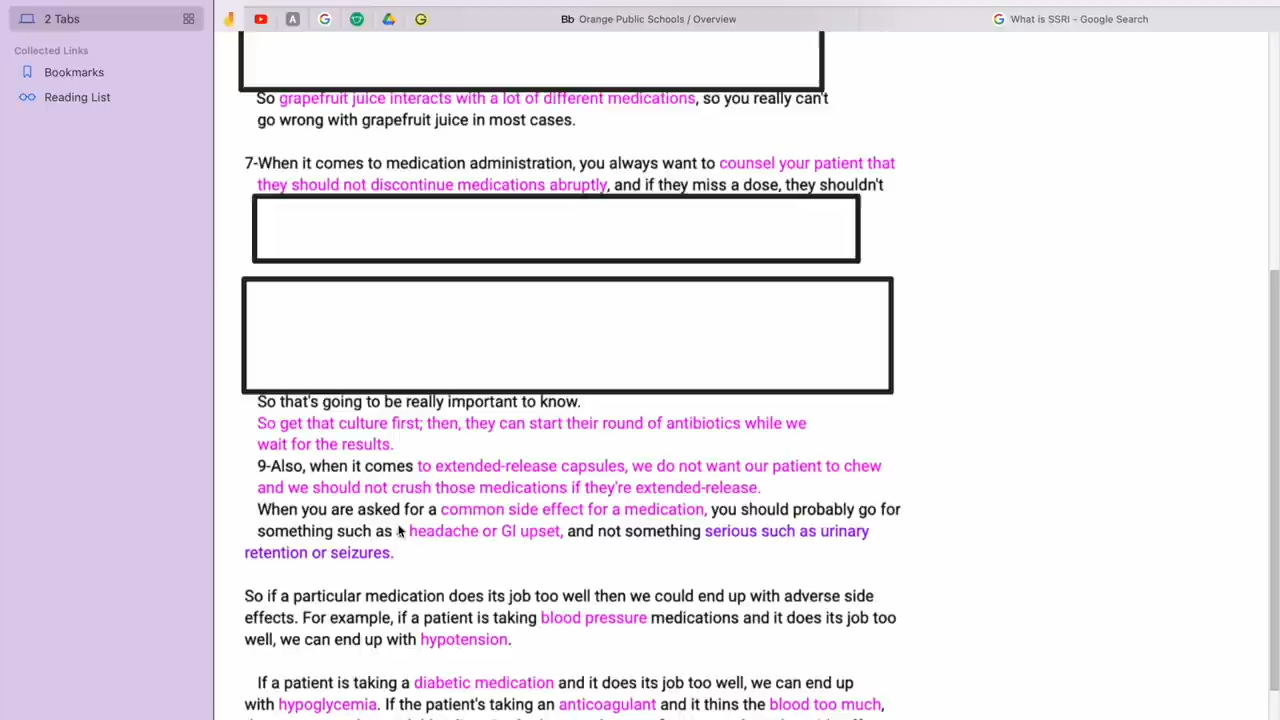 2 Tabs
Bb Orange Public Schools / Overview
What is SSRI - Google Search
Collected Links
Bookmarks
Reading List
So grapefruit juice interacts with a lot of different medications, so you really can't
go wrong with grapefruit juice in most cases.
7-When it comes to medication administration, you always want to counsel your patient that
they should not discontinue medications abruptly, and if they miss a dose, they shouldn't
So that's going to be really important to know.
So get that culture first; then, they can start their round of antibiotics while we
wait for the results.
9-Also, when it comes to extended-release capsules, we do not want our patient to chew
and we should not crush those medications if they're extended-release.
When you are asked for a common side effect for a medication, you should probably go for
something such as headache or GI upset, and not something serious such as urinary
retention or seizures.
So if a particular medication does its job too well then we could end up with adverse side
effects. For example, if a patient is taking blood pressure medications and it does its job too
well, we can end up with hypotension.
If a patient is taking a diabetic medication and it does its job too well, we can end up
with hypoglycemia. If the patient's taking an anticoagulant and it thins the blood too much,